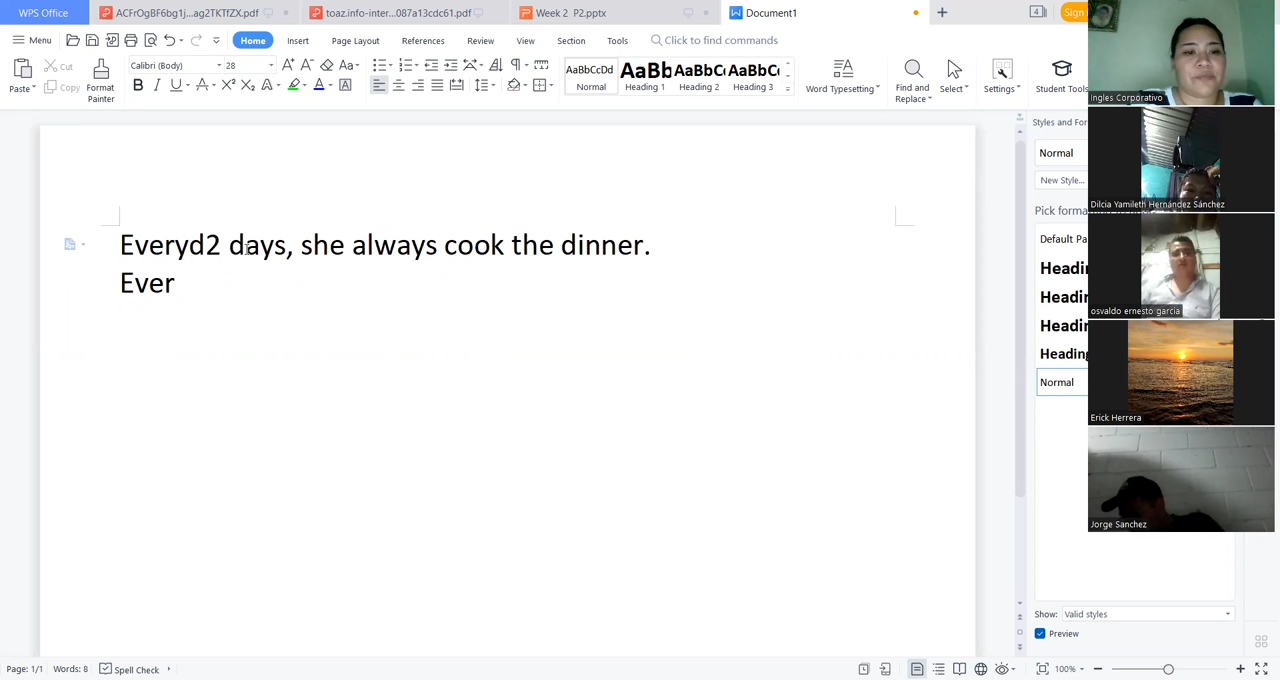 WPS Office
ACFrOgBF6bg1j...ag2TKTfZX.pdf
toaz.info-inter...087a13cdc61.pdf
Week 2 P2.pptx
Document1
4
Sign
Menu
Home
Insert
Page Layout
References
Review
View
Section
Tools
Click to find commands
Paste
Cut
Copy
Format Painter
Calibri (Body)
28
AaBbCcDd
Normal
AaBb
Heading 1
AaBbC
Heading 2
AaBbC
Heading 3
Word Typesetting
Find and Replace
Select
Settings
Student Tools
Everyd2 days, she always cook the dinner.
Ever
Styles and For
Normal
New Style...
Pick forma
Default Pa
Headin
Headin
Headin
Heading
Normal
Show:
Valid styles
Preview
Ingles Corporativo
Dilcia Yamileth Hernández Sánchez
osvaldo ernesto garcia
Erick Herrera
Jorge Sanchez
Page: 1/1
Words: 8
Spell Check
100%